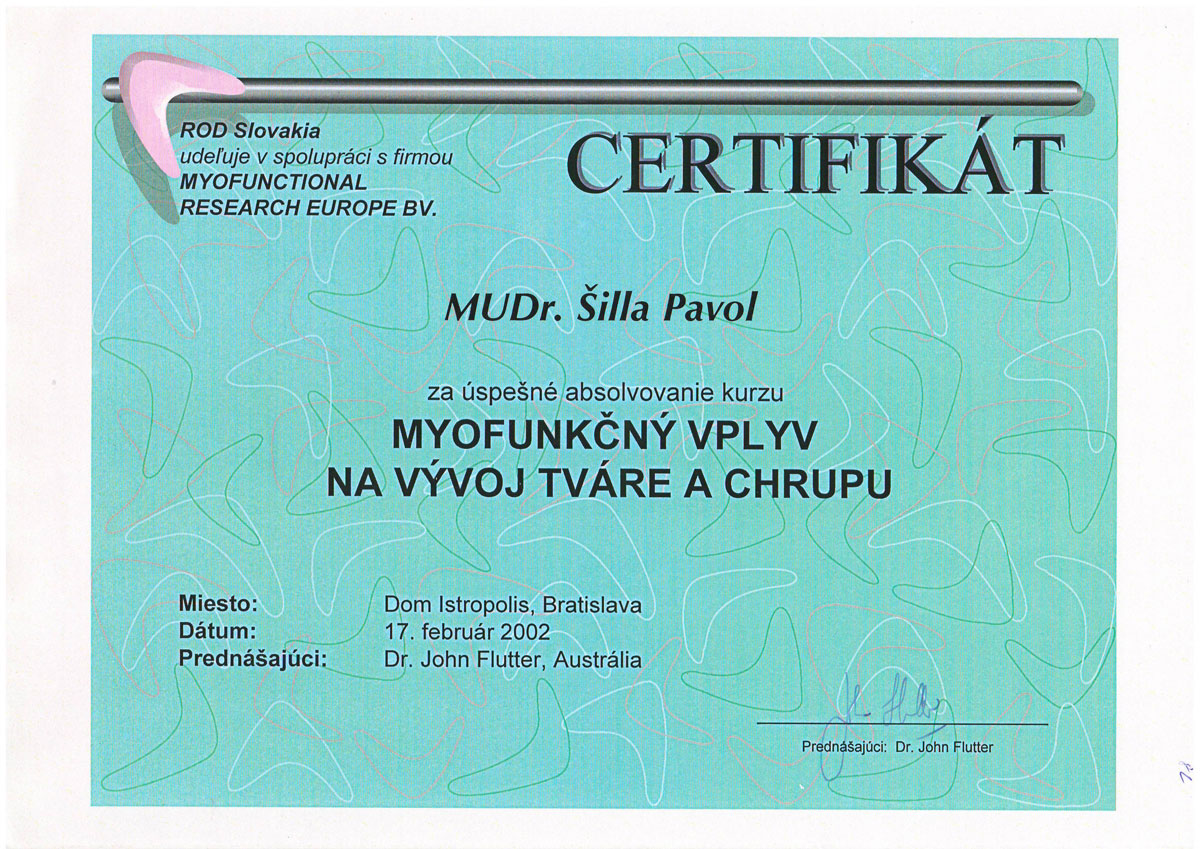 ROD Slovakia
udeľuje v spolupráci s firmou
MYOFUNCTIONAL
RESEARCH EUROPE BV.
CERTIFIKÁT
MUDr. Šilla Pavol
za úspešné absolvovanie kurzu
MYOFUNKČNÝ VPLYV
NA VÝVOJ TVÁRE A CHRUPU
Miesto: Dom Istropolis, Bratislava
Dátum: 17. február 2002
Prednášajúci: Dr. John Flutter, Austrália
Prednášajúci: Dr. John Flutter